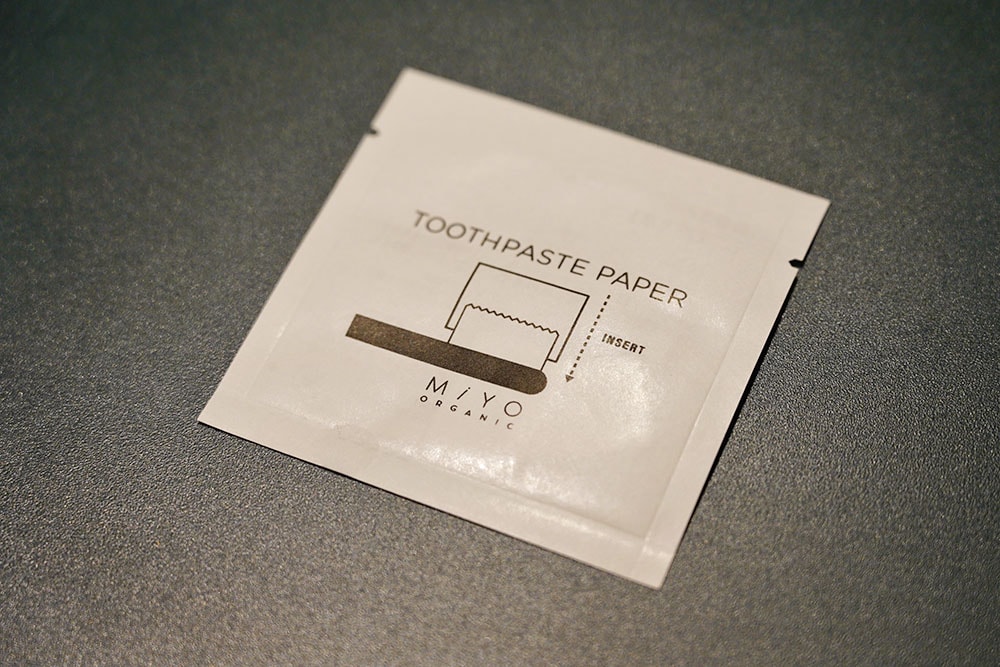 TOOTHPASTE PAPER
INSERT
MiYO
ORGANIC